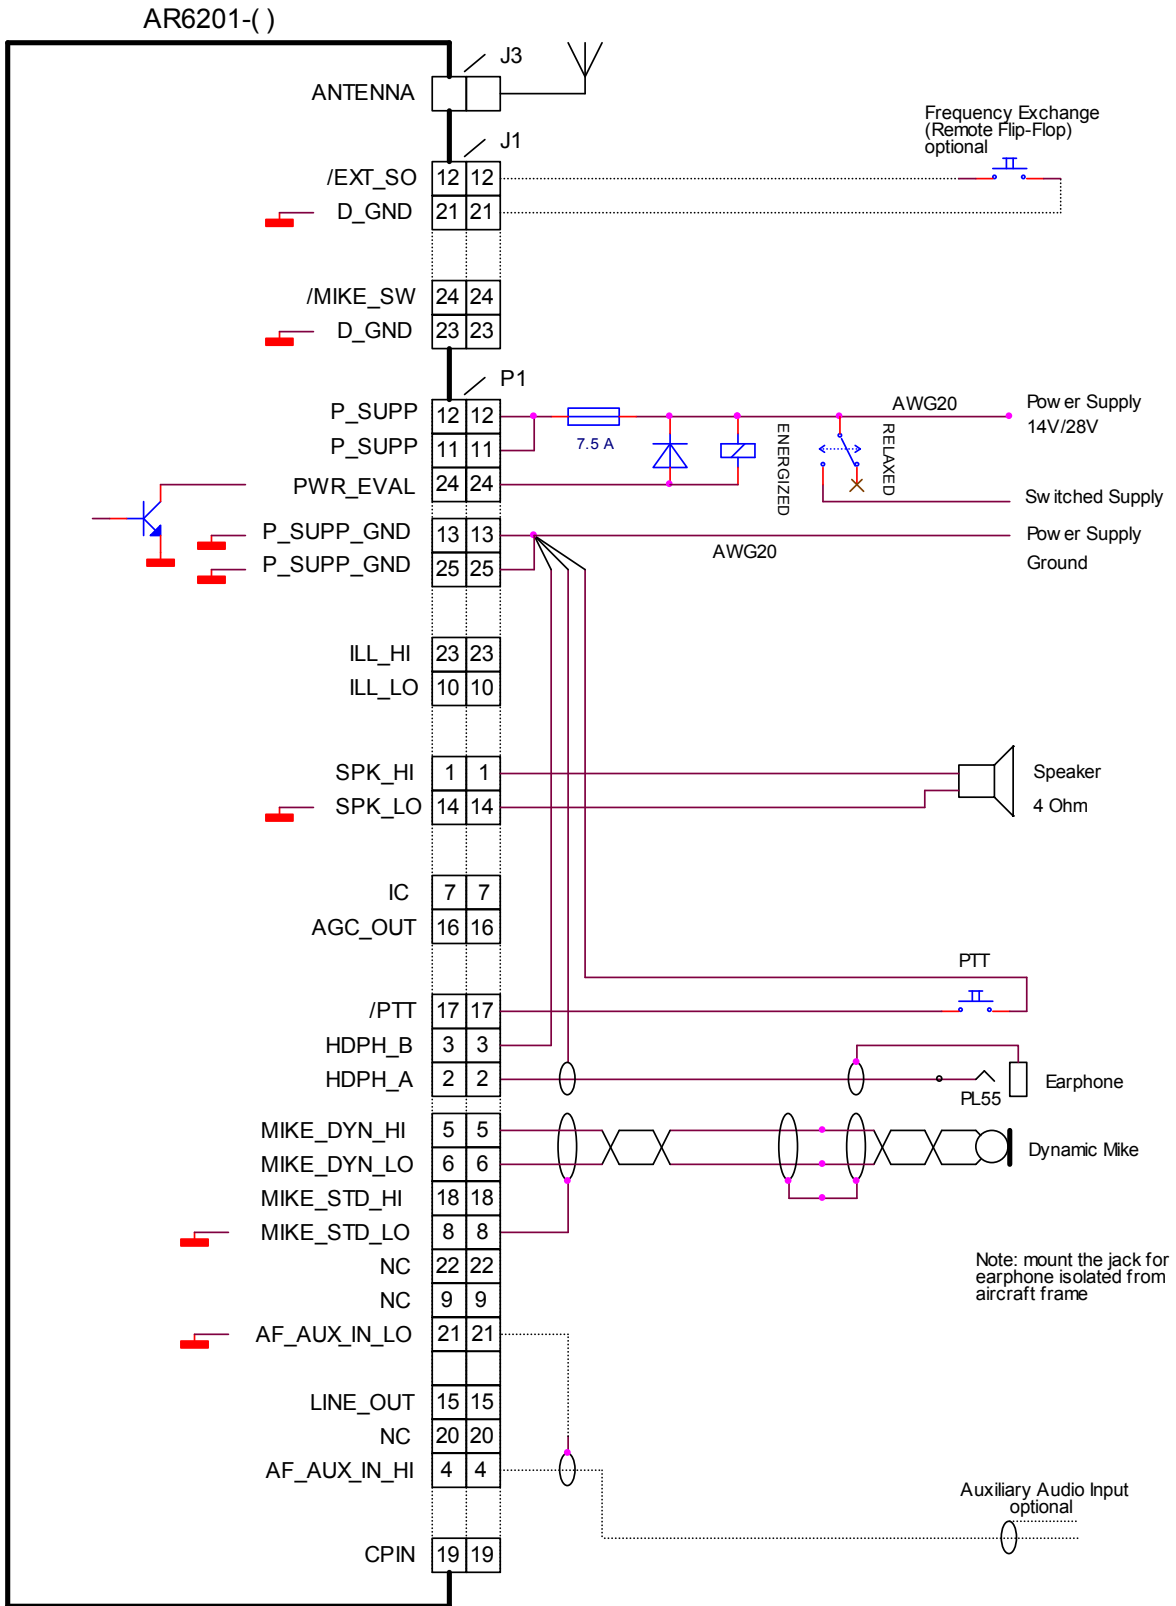 AR6201-( )
J3
ANTENNA
Frequency Exchange
(Remote Flip-Flop)
optional
J1
/EXT_SO 12 12
D_GND 21 21
/MIKE_SW 24 24
D_GND 23 23
P1
P_SUPP 12 12 AWG20 Power Supply
14V/28V
P_SUPP 11 11 7.5 A ENERGIZED RELAXED
PWR_EVAL 24 24
Switched Supply
P_SUPP_GND 13 13 Power Supply
AWG20
P_SUPP_GND 25 25 Ground
ILL_HI 23 23
ILL_LO 10 10
SPK_HI 1 1 Speaker
SPK_LO 14 14 4 Ohm
IC 7 7
AGC_OUT 16 16
PTT
/PTT 17 17
HDPH_B 3 3
HDPH_A 2 2 Earphone
PL55
MIKE_DYN_HI 5 5
MIKE_DYN_LO 6 6 Dynamic Mike
MIKE_STD_HI 18 18
MIKE_STD_LO 8 8
NC 22 22
NC 9 9
Note: mount the jack for
earphone isolated from
aircraft frame
AF_AUX_IN_LO 21 21
LINE_OUT 15 15
NC 20 20
AF_AUX_IN_HI 4 4
Auxiliary Audio Input
optional
CPIN 19 19